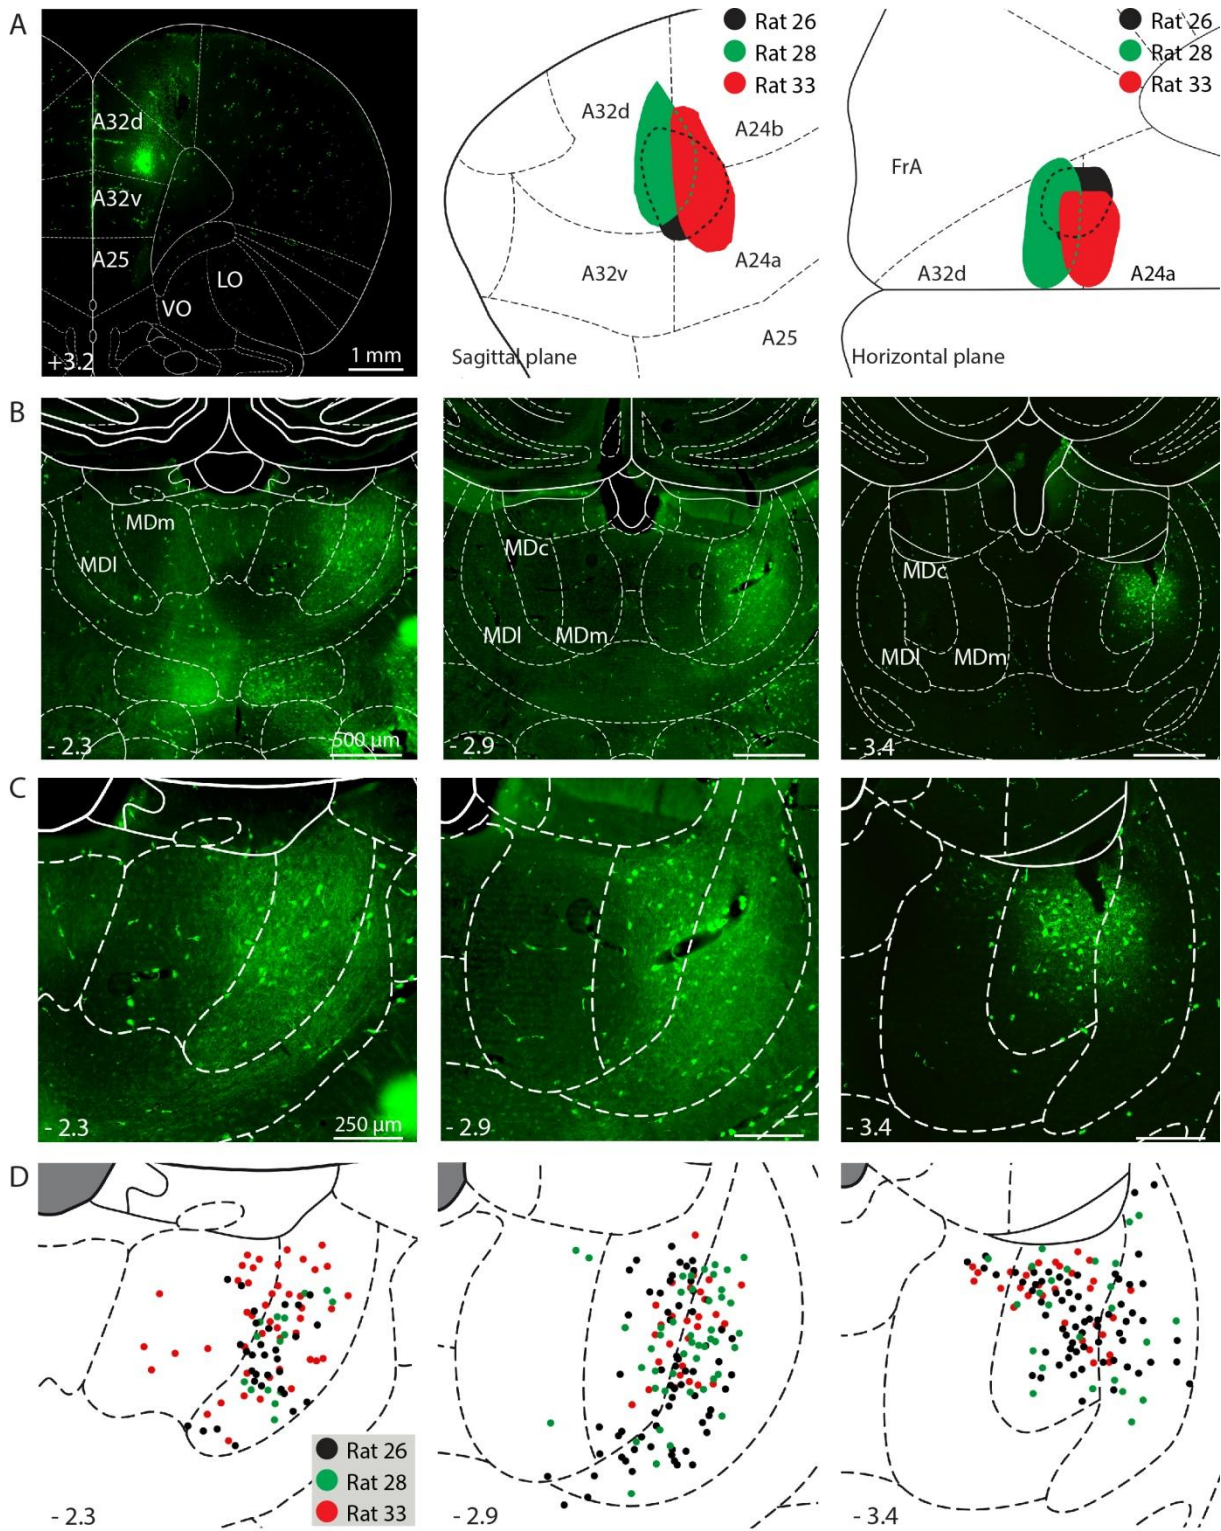 A
A32d
A32v
A25
LO
VO
+3.2
1 mm
Rat 26
Rat 28
Rat 33
A32d
A24b
A32v
A24a
A25
Sagittal plane
Rat 26
Rat 28
Rat 33
FrA
A32d
A24a
Horizontal plane
B
MDm
MDl
- 2.3
500 µm
MDc
MDl
MDm
- 2.9
MDc
MDl
MDm
- 3.4
C
- 2.3
250 µm
- 2.9
- 3.4
D
Rat 26
Rat 28
Rat 33
- 2.3
- 2.9
- 3.4